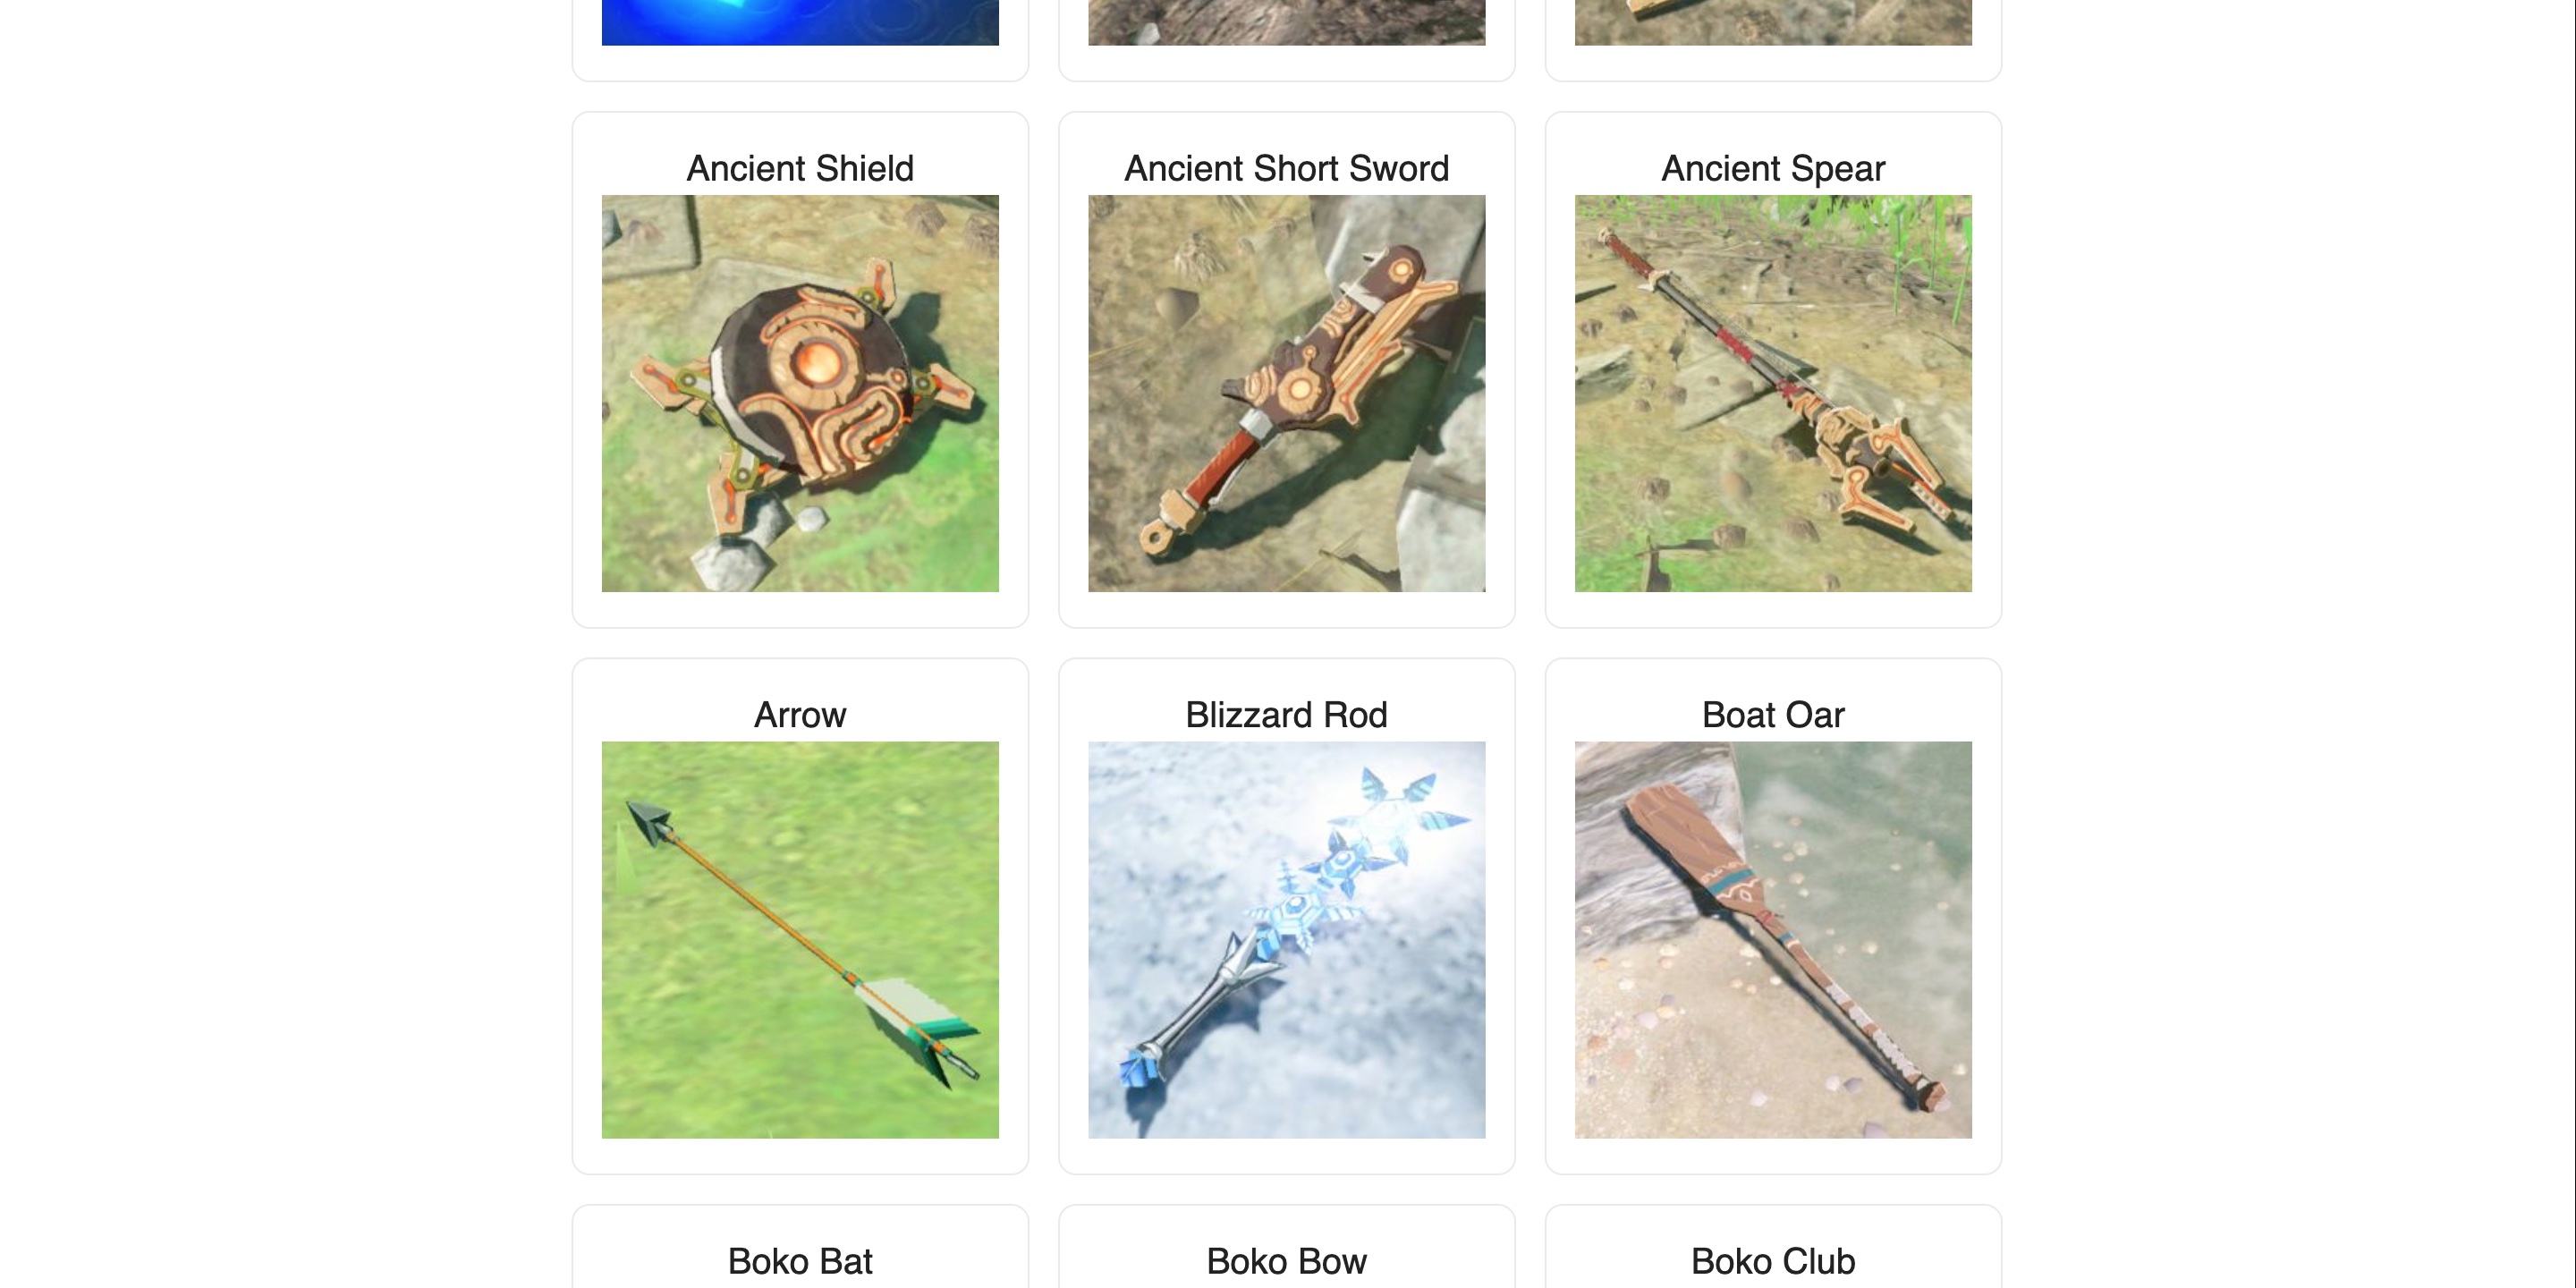 Ancient Shield
Ancient Short Sword
Ancient Spear
Arrow
Blizzard Rod
Boat Oar
Boko Bat
Boko Bow
Boko Club